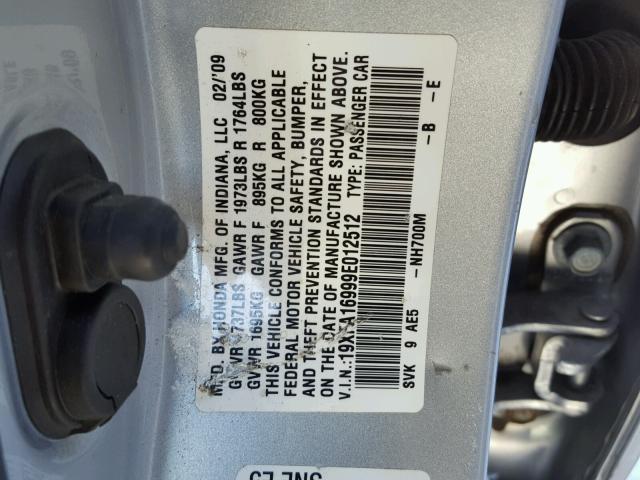 MFD. BY HONDA MFG. OF INDIANA, LLC 02/'09
GVWR 3737LBS GAWR F 1973LBS R 1764LBS
GVWR 1695KG GAWR F 895KG R 800KG
THIS VEHICLE CONFORMS TO ALL APPLICABLE
FEDERAL MOTOR VEHICLE SAFETY, BUMPER,
AND THEFT PREVENTION STANDARDS IN EFFECT
ON THE DATE OF MANUFACTURE SHOWN ABOVE.
V.I.N.: TYPE: PASSENGER CAR
SVK 9 AE5 -NH700M -B -E